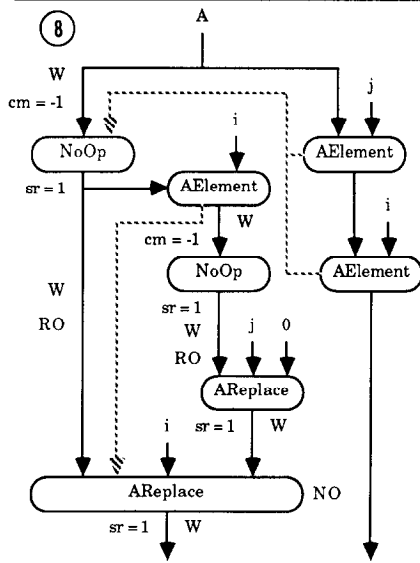 8
A
W
cm = -1
j
NoOp
i
AElement
sr = 1
AElement
i
W
cm = -1
NoOp
AElement
sr = 1
W
W
RO
j
0
RO
AReplace
sr = 1
W
i
AReplace
NO
sr = 1
W